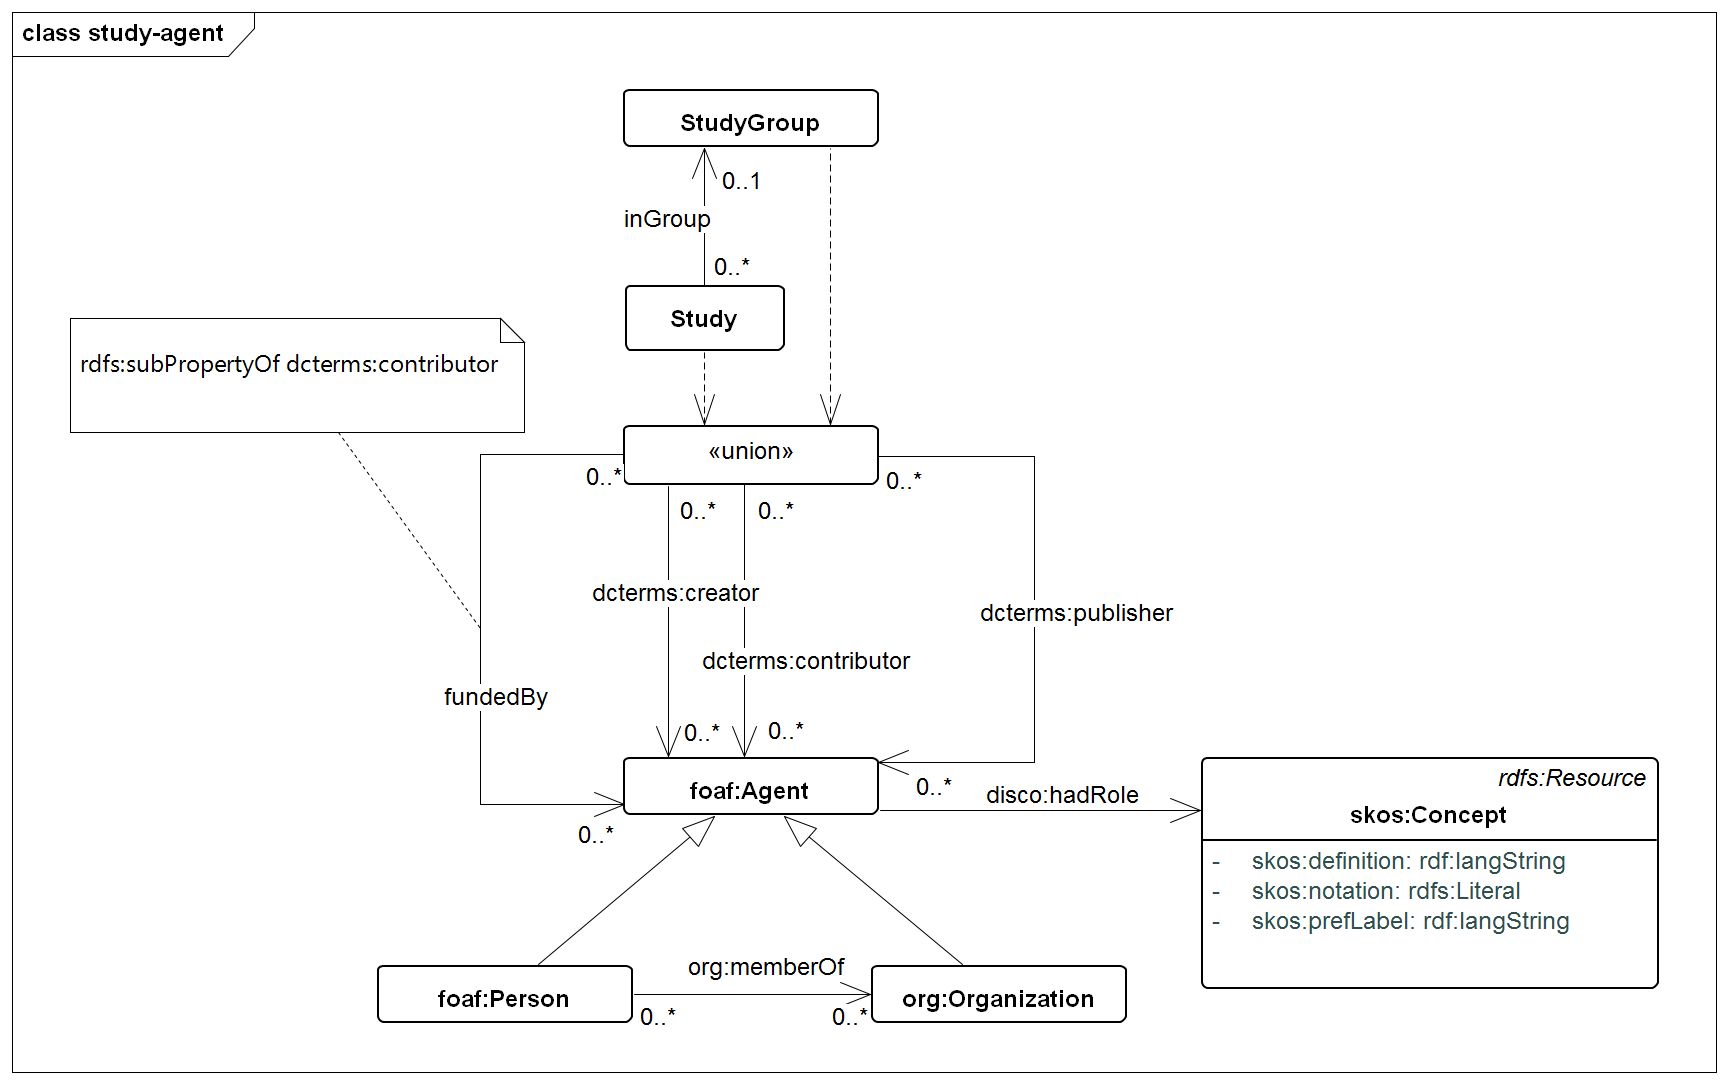 class study-agent
StudyGroup
0..1
inGroup
0..*
Study
rdfs:subPropertyOf dcterms:contributor
«union»
0..*
0..*
0..*
0..*
dcterms:creator
dcterms:publisher
dcterms:contributor
fundedBy
0..*
0..*
foaf:Agent
0..*
0..*
disco:hadRole
rdfs:Resource
skos:Concept
- skos:definition: rdf:langString
- skos:notation: rdfs:Literal
- skos:prefLabel: rdf:langString
org:memberOf
foaf:Person
org:Organization
0..*
0..*